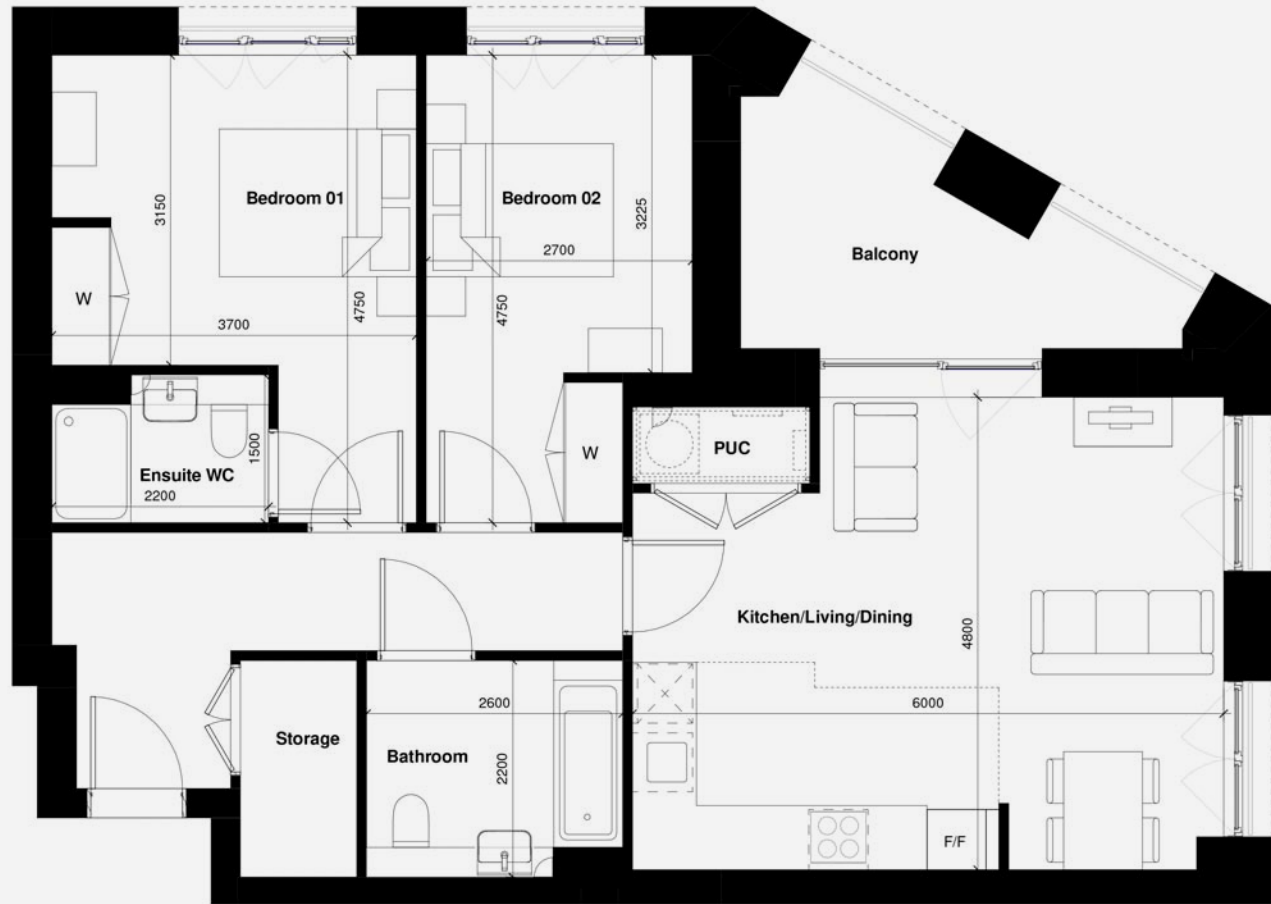 Bedroom 01
Bedroom 02
3150
3225
2700
Balcony
W
3700
4750
4750
1500
Ensuite WC
2200
W
PUC
Kitchen/Living/Dining
4800
2600
6000
Storage
Bathroom
2200
F/F